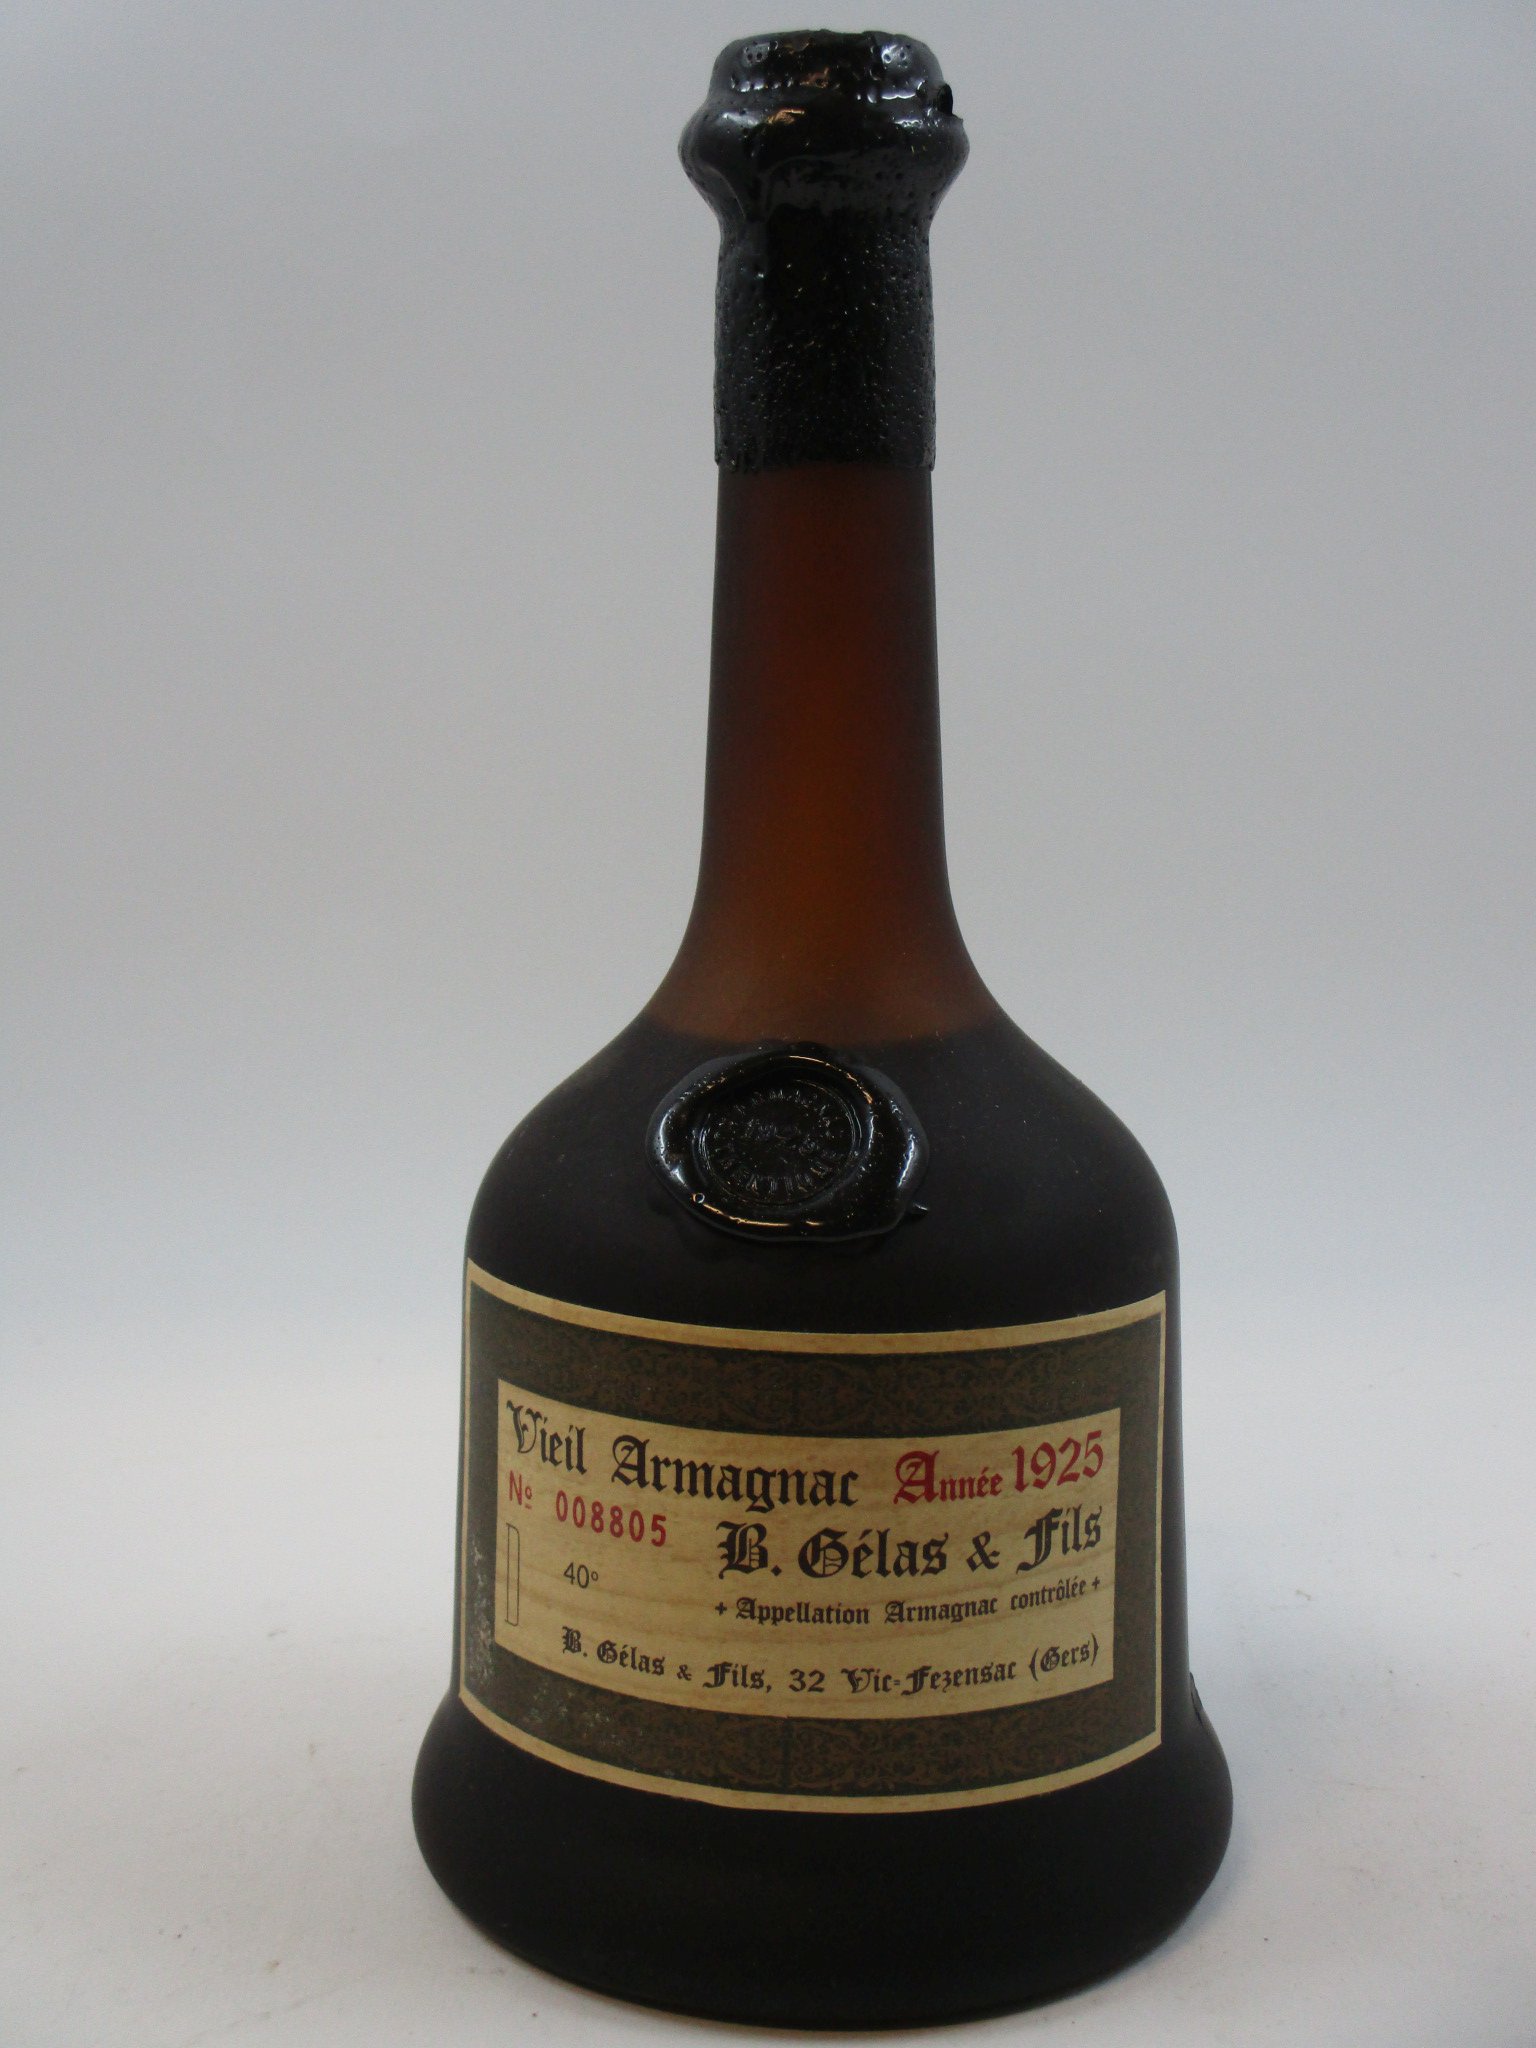 Vieil Armagnac Année 1925
Nº 008805
B. Gélas & Fils
40°
+ Appellation Armagnac contrôlée +
B. Gélas & Fils, 32 Vic-Fezensac (Gers)